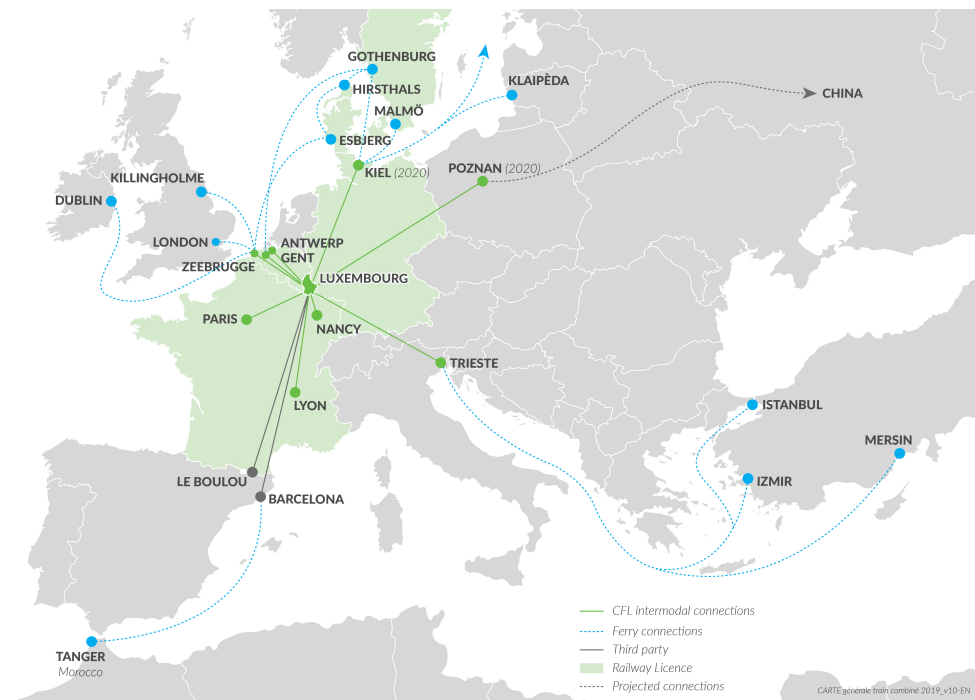 GOTHENBURG
HIRSTHALS
KLAIPÈDA
CHINA
MALMÖ
ESBJERG
KIEL (2020)
POZNAN (2020)
KILLINGHOLME
DUBLIN
LONDON
ANTWERP
GENT
ZEEBRUGGE
LUXEMBOURG
PARIS
NANCY
TRIESTE
LYON
ISTANBUL
MERSIN
LE BOULOU
IZMIR
BARCELONA
TANGER
Morocco
CFL intermodal connections
Ferry connections
Third party
Railway Licence
Projected connections
CARTE générale train combiné 2019_v10-EN